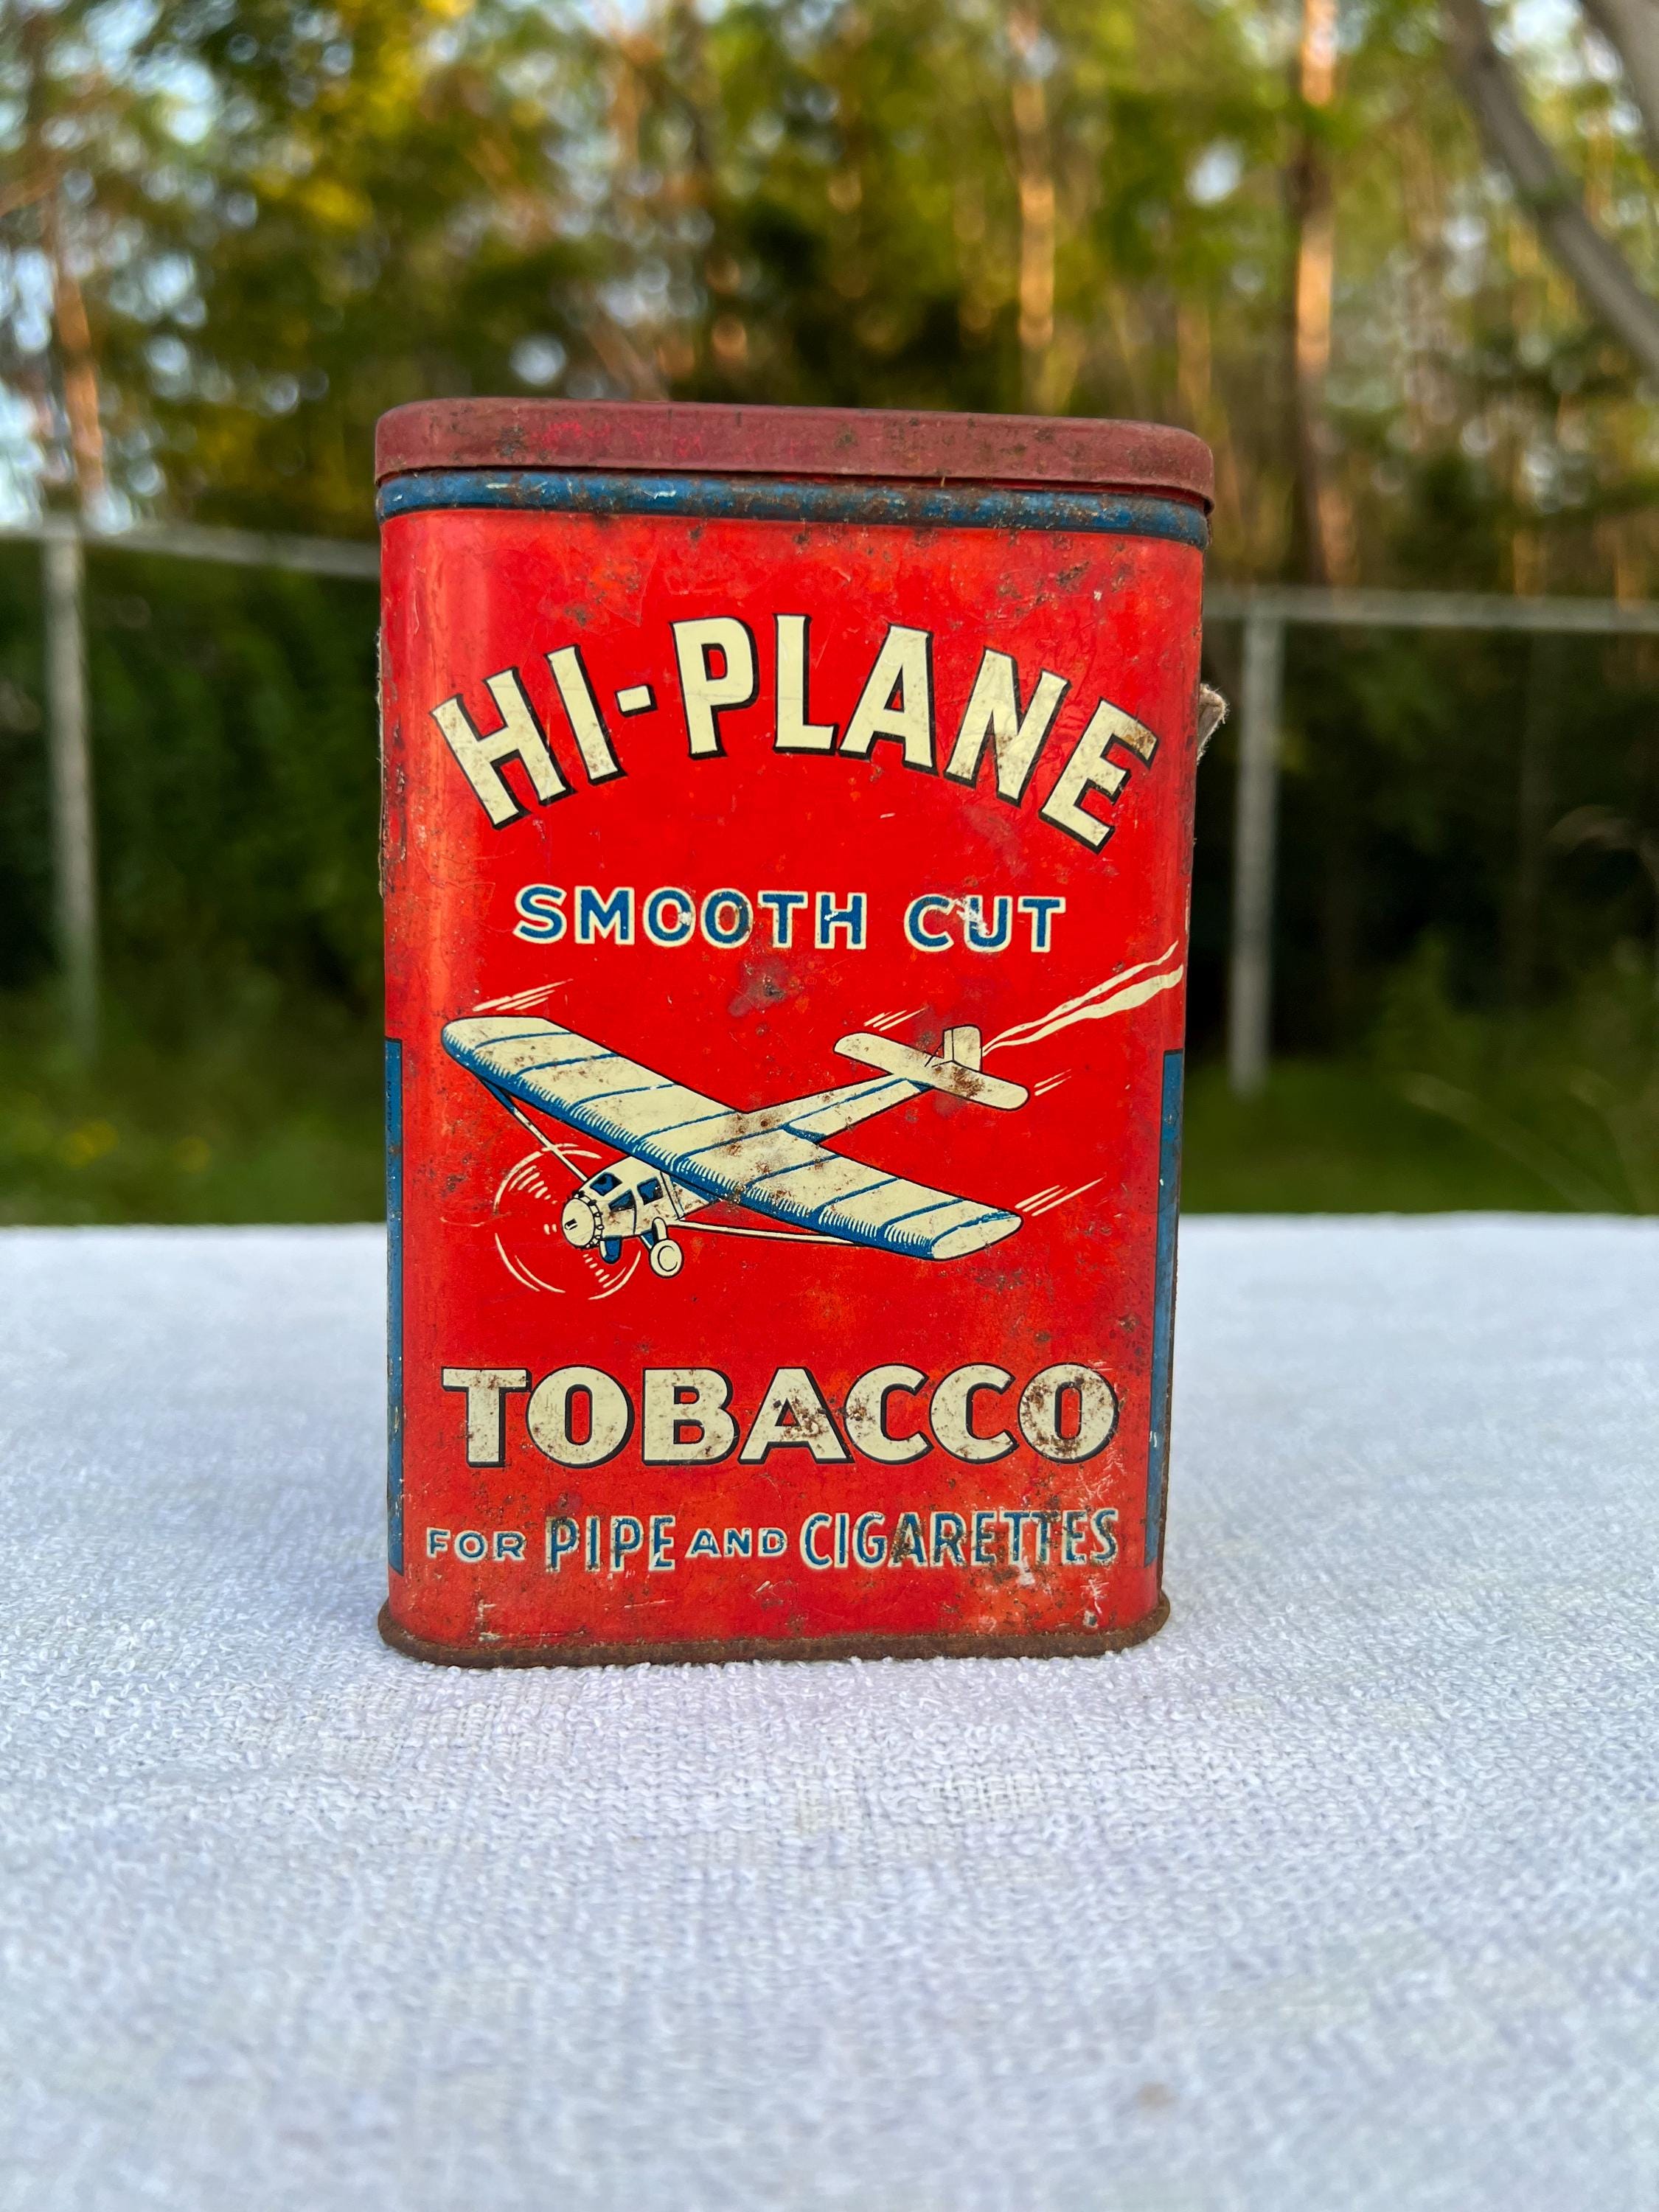 HI-PLANE
SMOOTH CUT
TOBACCO
FOR PIPE AND CIGARETTES